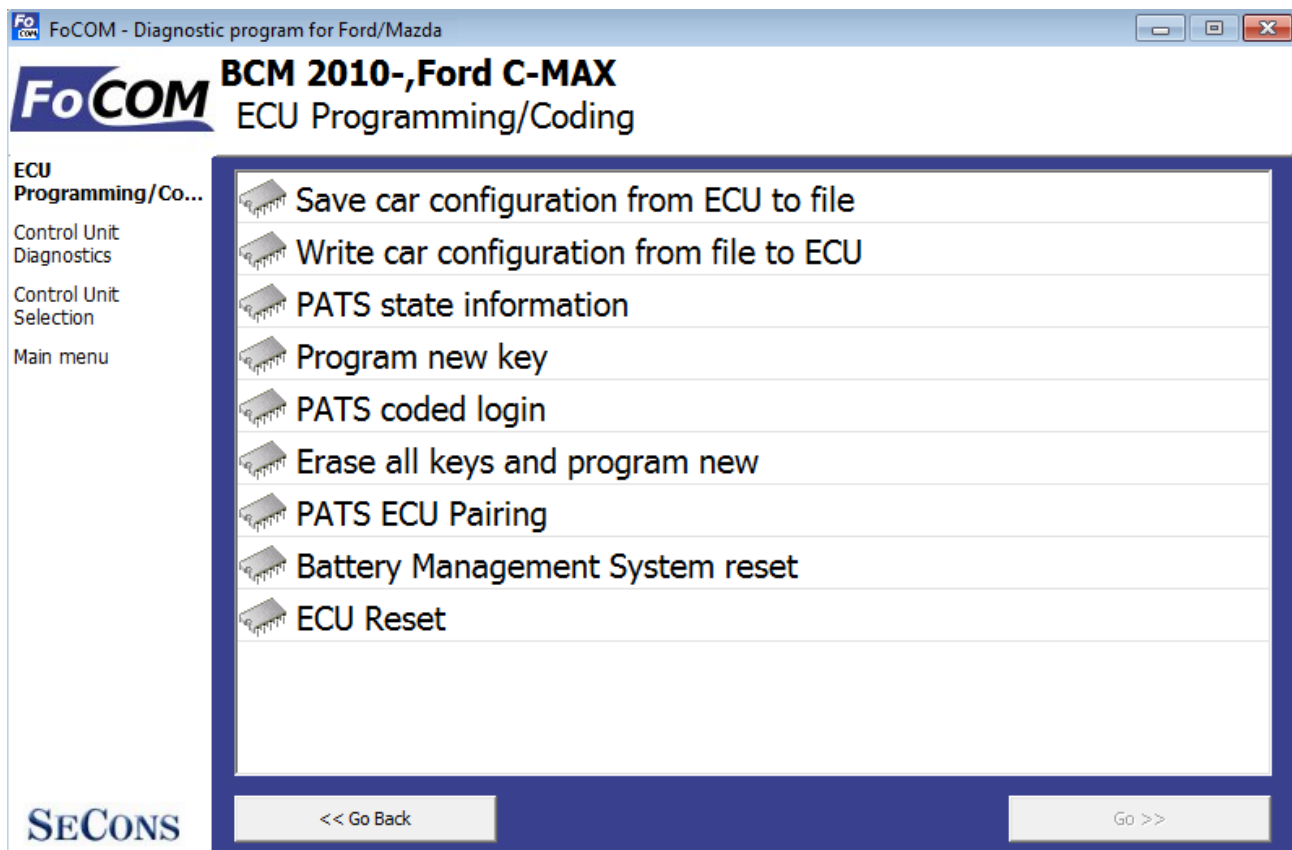 Fo
COM
FoCOM - Diagnostic program for Ford/Mazda
FoCOM
BCM 2010-,Ford C-MAX
ECU Programming/Coding
ECU
Programming/Co...
Control Unit
Diagnostics
Control Unit
Selection
Main menu
Save car configuration from ECU to file
Write car configuration from file to ECU
PATS state information
Program new key
PATS coded login
Erase all keys and program new
PATS ECU Pairing
Battery Management System reset
ECU Reset
SECONS
<< Go Back
Go >>